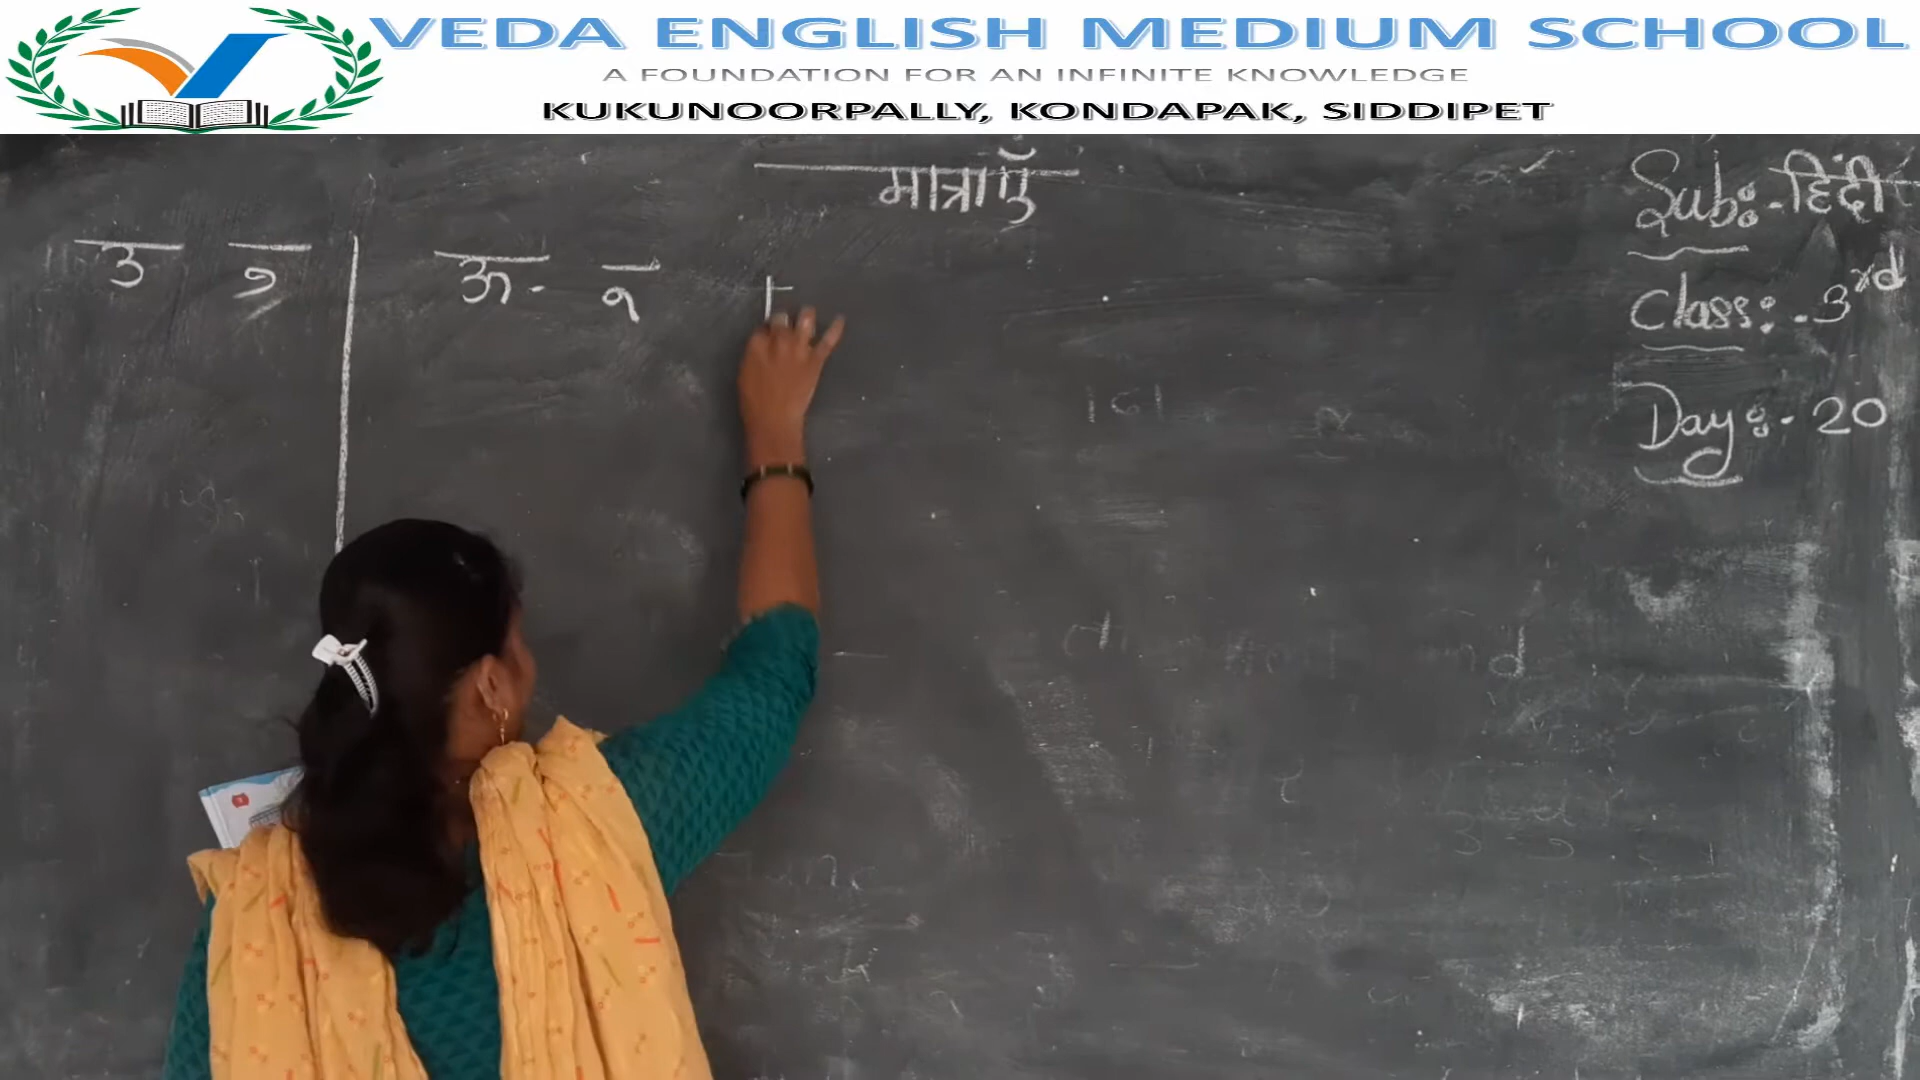 VEDA ENGLISH MEDIUM SCHOOL
A FOUNDATION FOR AN INFINITE KNOWLEDGE
KUKUNOORPALLY, KONDAPAK, SIDDIPET
मात्राएँ
Sub:- हिंदी
Class:- 3rd
Day:- 20
उ ु
ऊ - ू